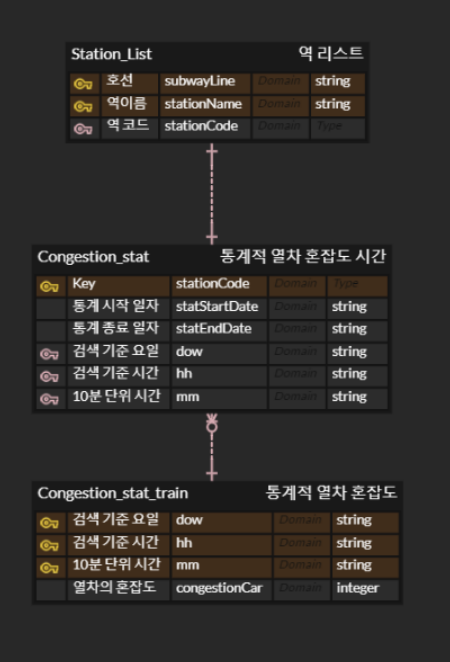 Station_List 역 리스트
호선 subwayLine Domain string
역이름 stationName Domain string
역 코드 stationCode Domain Type
Congestion_stat 통계적 열차 혼잡도 시간
Key stationCode Domain Type
통계 시작 일자 statStartDate Domain string
통계 종료 일자 statEndDate Domain string
검색 기준 요일 dow Domain string
검색 기준 시간 hh Domain string
10분 단위 시간 mm Domain string
Congestion_stat_train 통계적 열차 혼잡도
검색 기준 요일 dow Domain string
검색 기준 시간 hh Domain string
10분 단위 시간 mm Domain string
열차의 혼잡도 congestionCar Domain integer